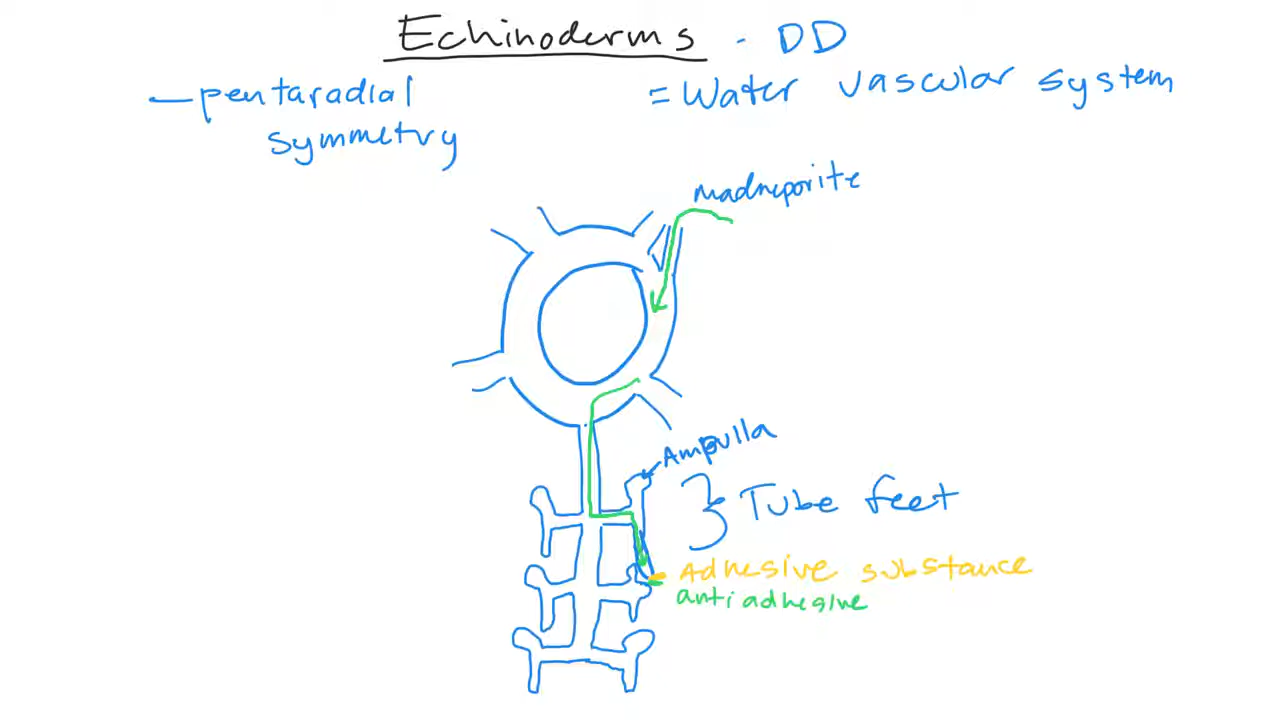 Echinoderms - DD
- pentaradial
symmetry
= Water vascular system
madreporite
Ampulla
} Tube feet
Adhesive substance
antiadhesive